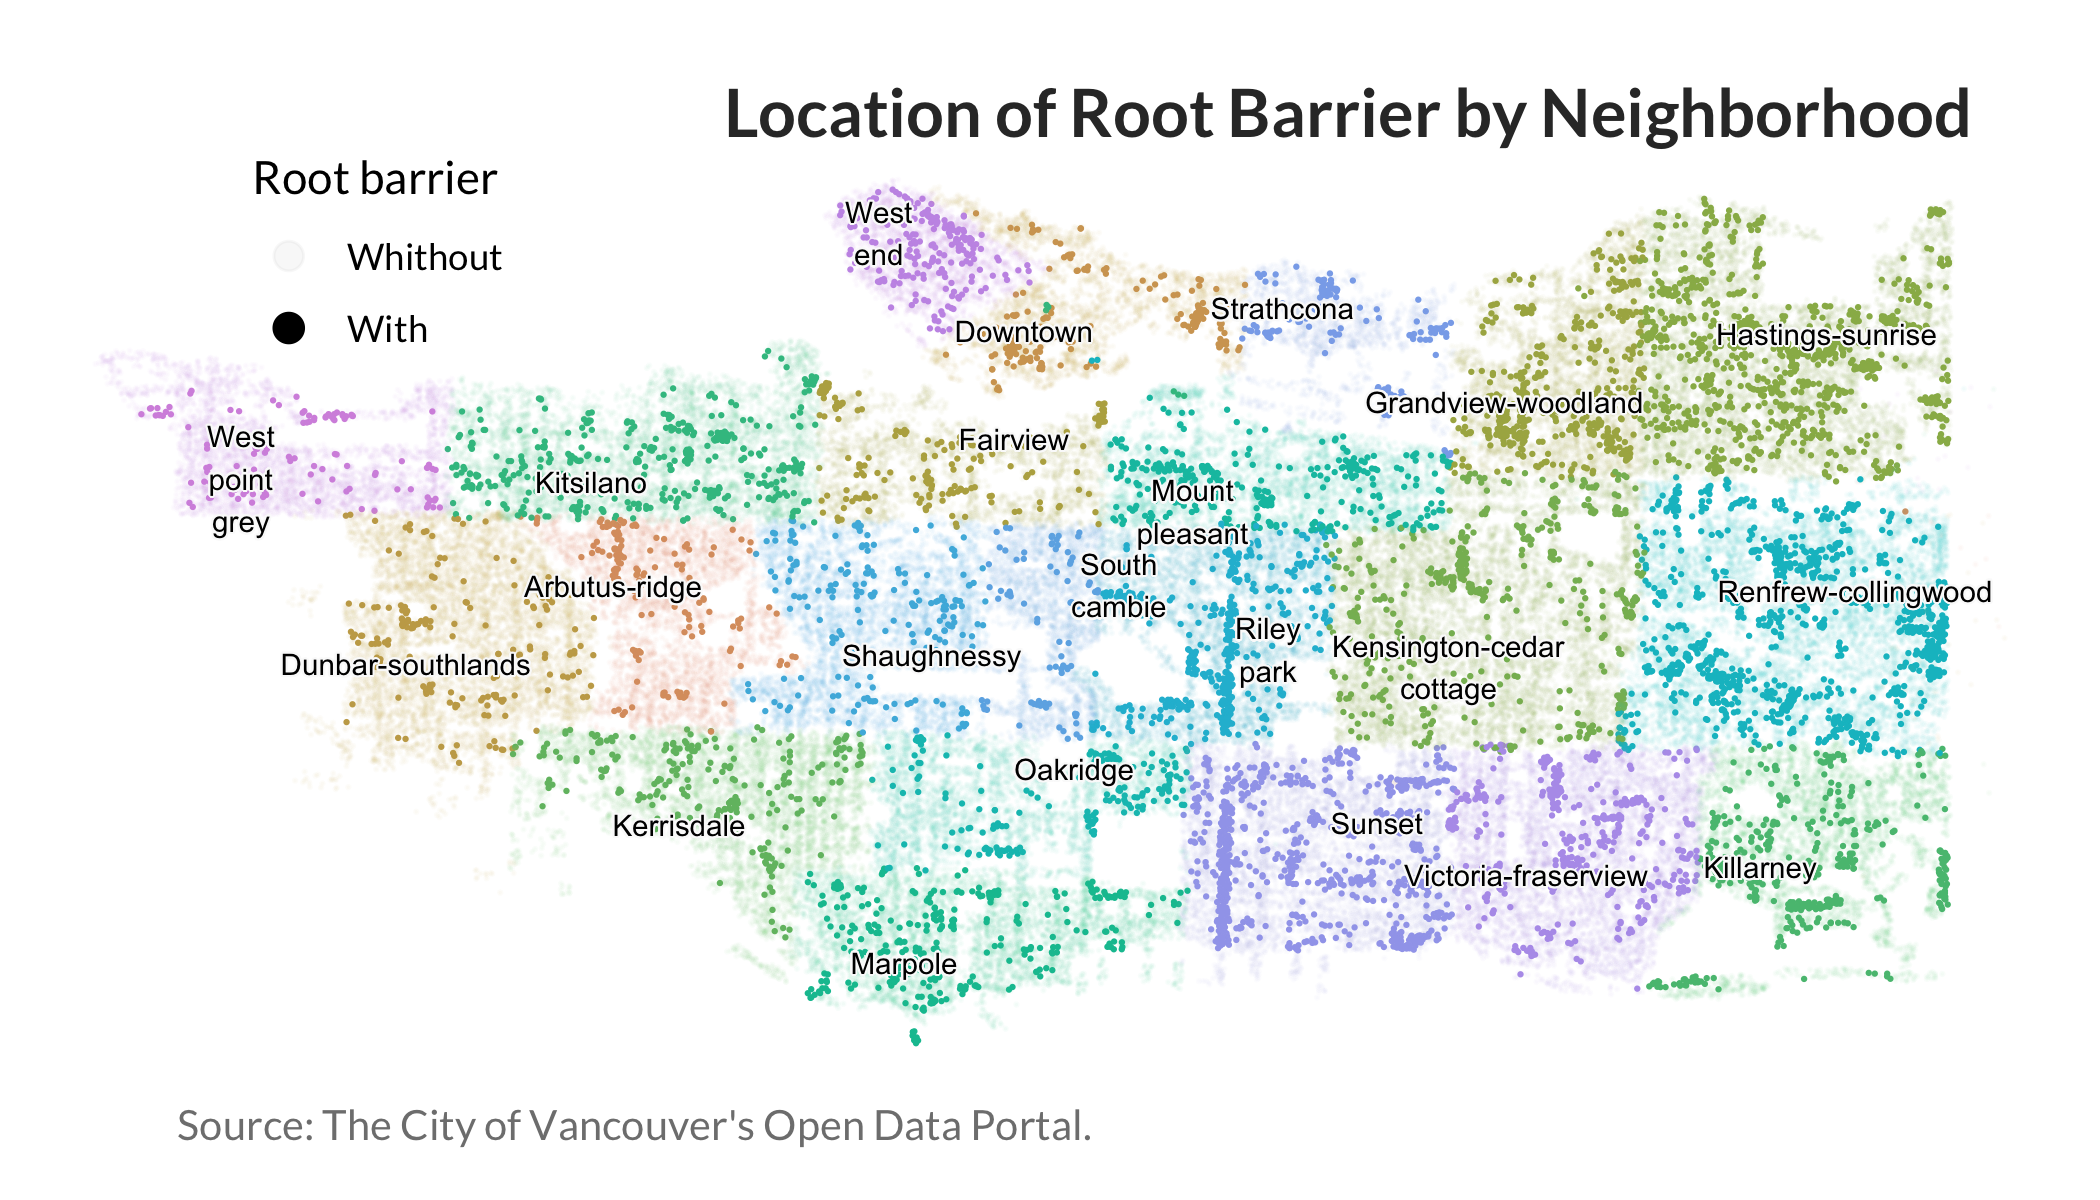 Location of Root Barrier by Neighborhood
Root barrier
Whithout
With
West
end
Strathcona
Downtown
Hastings-sunrise
Grandview-woodland
West
point
grey
Fairview
Kitsilano
Mount
pleasant
South
cambie
Arbutus-ridge
Renfrew-collingwood
Riley
park
Shaughnessy
Dunbar-southlands
Kensington-cedar
cottage
Oakridge
Kerrisdale
Sunset
Victoria-fraserview
Killarney
Marpole
Source: The City of Vancouver's Open Data Portal.